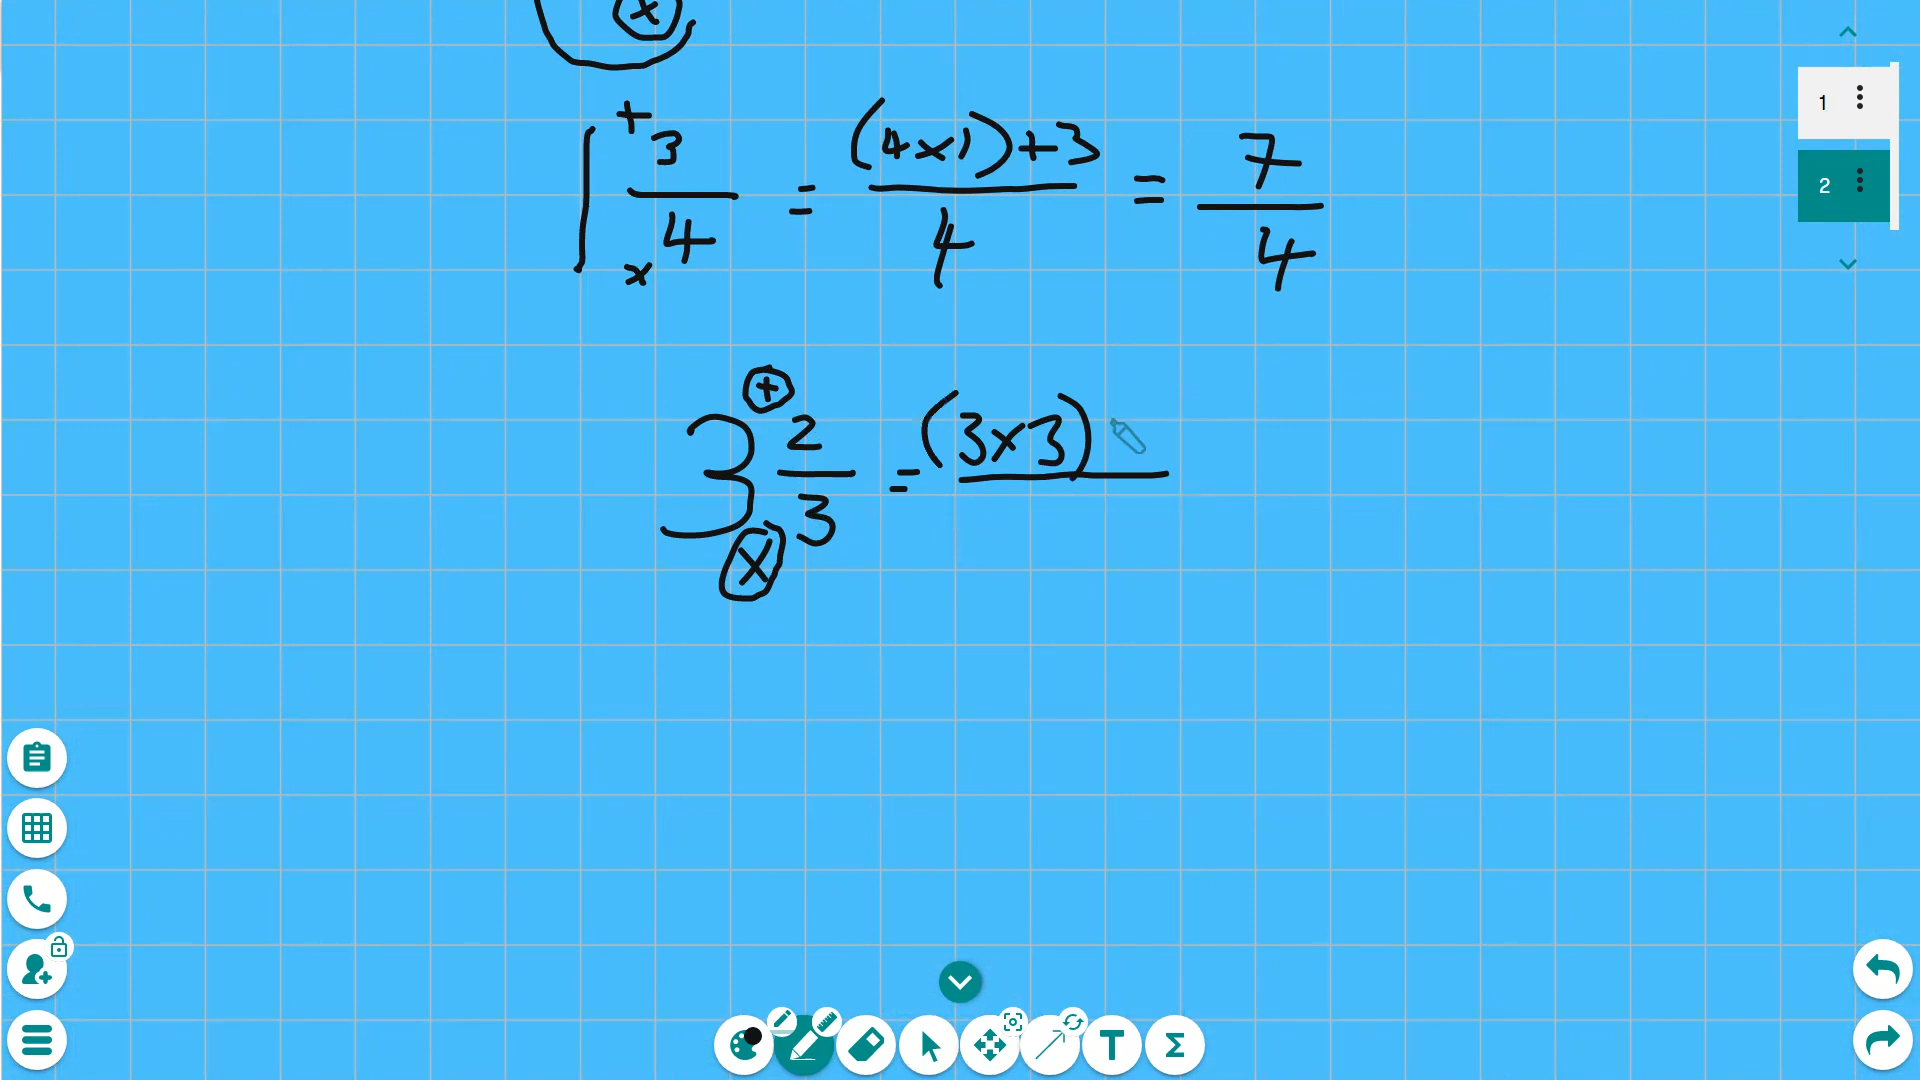 x
1 + 3/4 x = (4x1)+3/4 = 7/4
3 + 2/3 x = (3x3)
1
2
T
Σ